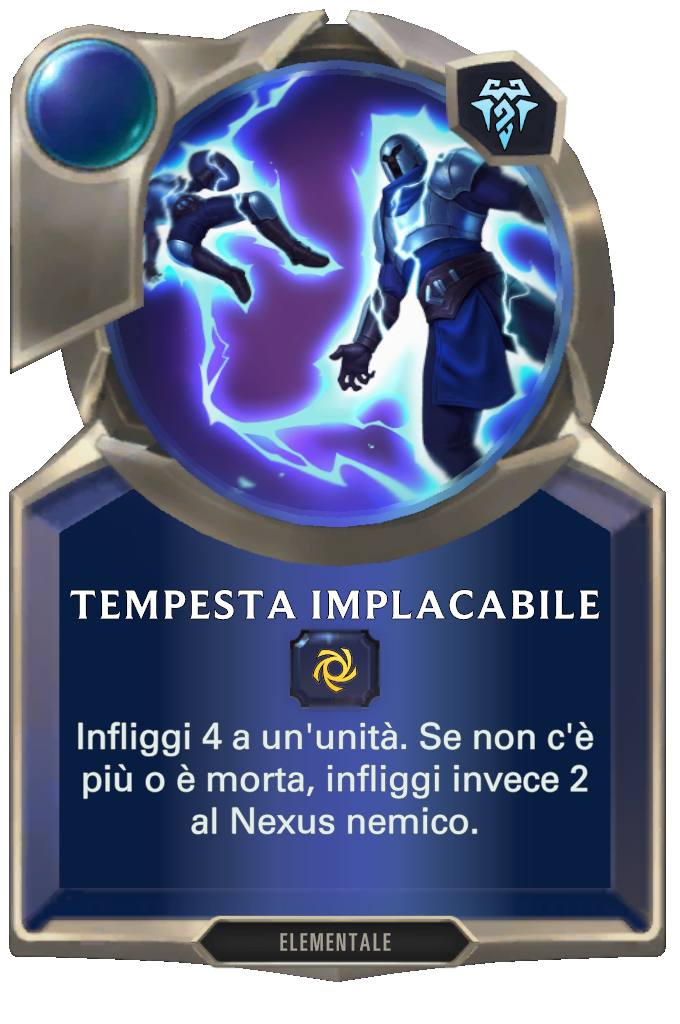 TEMPESTA IMPLACABILE
Infliggi 4 a un'unità. Se non c'è
più o è morta, infliggi invece 2
al Nexus nemico.
ELEMENTALE